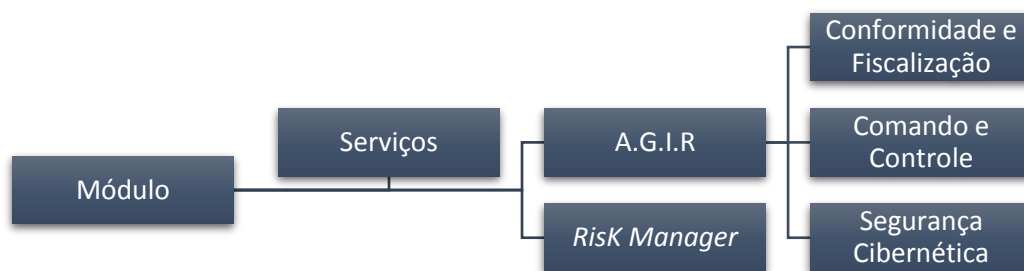 Módulo
Serviços
A.G.I.R
RisK Manager
Conformidade e
Fiscalização
Comando e
Controle
Segurança
Cibernética